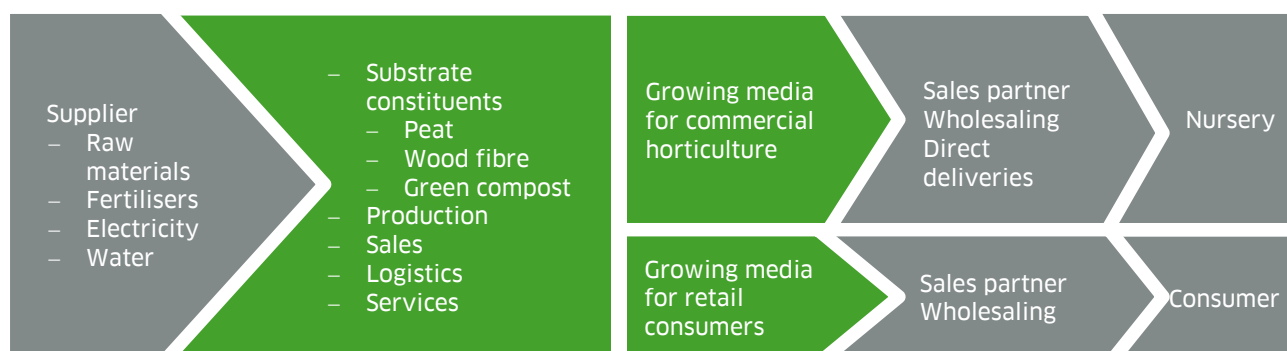 Supplier
– Raw
materials
– Fertilisers
– Electricity
– Water
– Substrate
constituents
– Peat
– Wood fibre
– Green compost
– Production
– Sales
– Logistics
– Services
Growing media
for commercial
horticulture
Sales partner
Wholesaling
Direct
deliveries
Nursery
Growing media
for retail
consumers
Sales partner
Wholesaling
Consumer